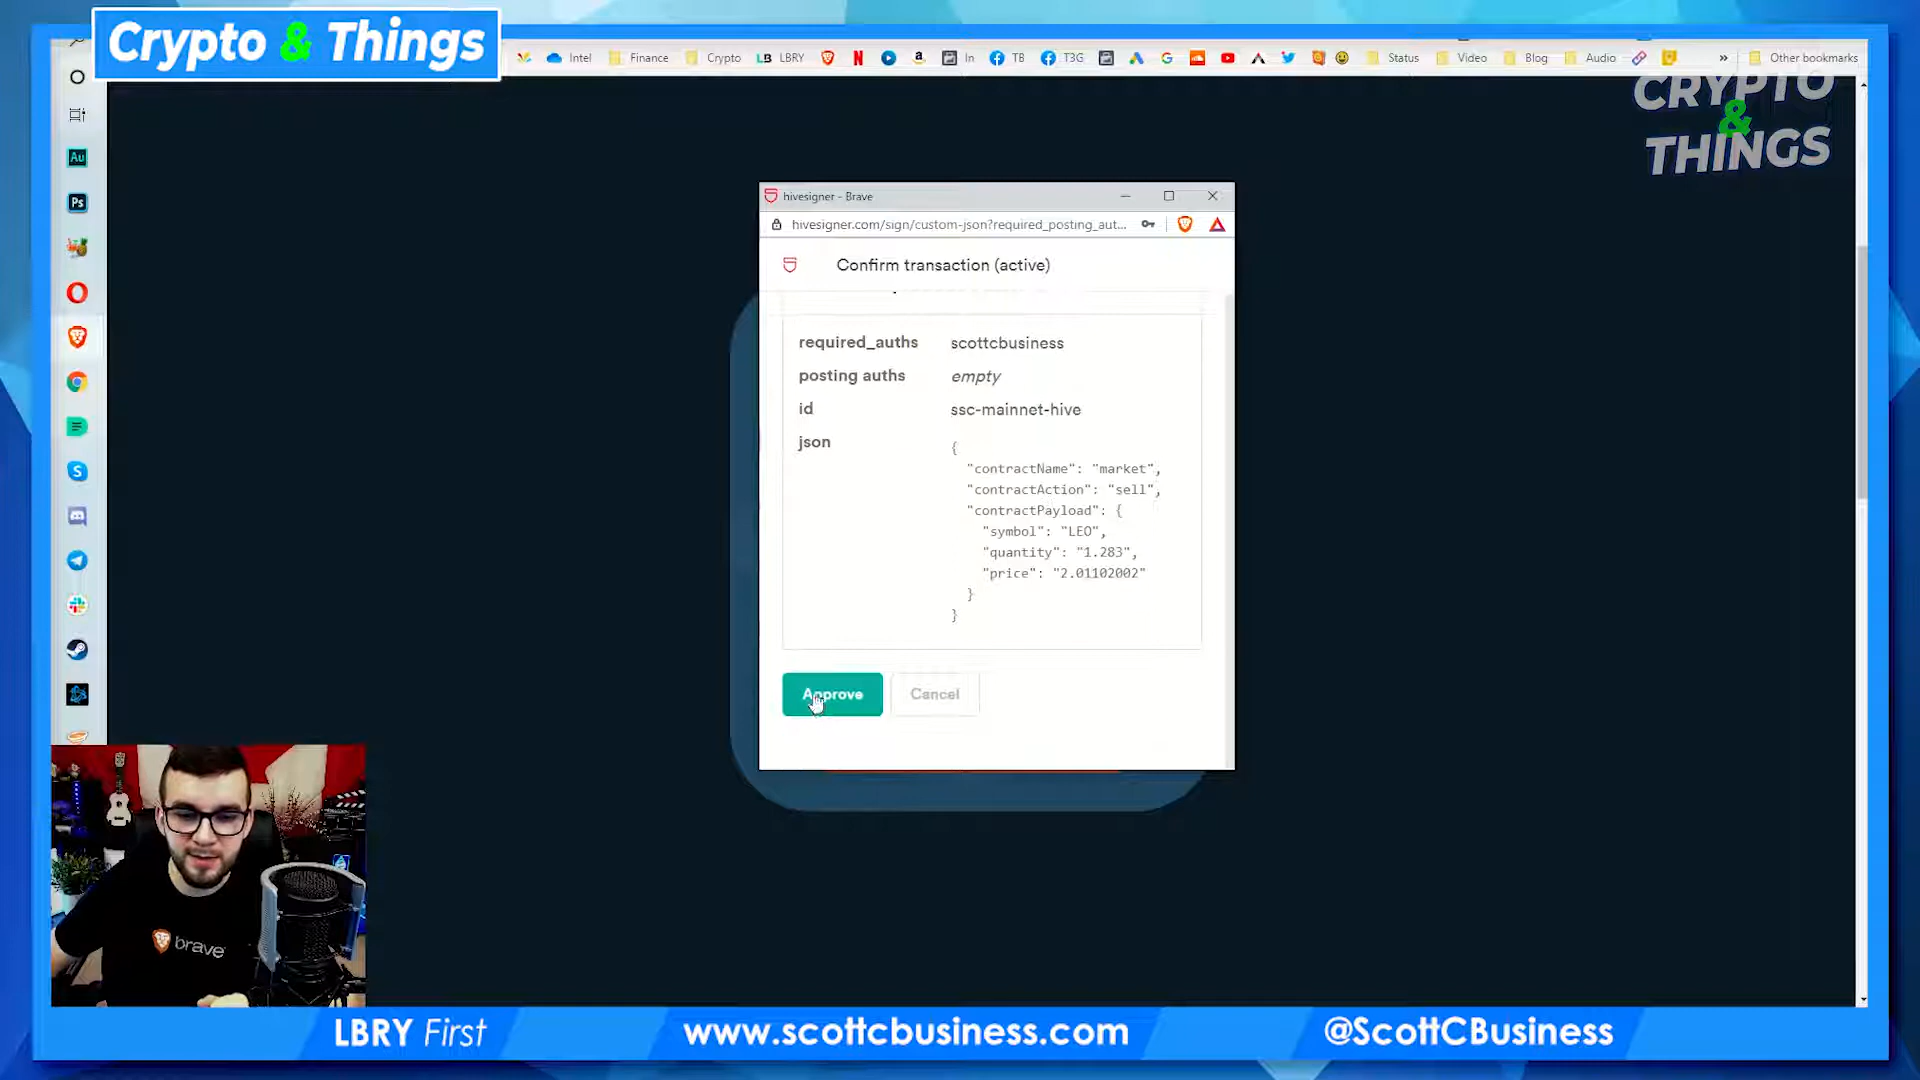 Crypto & Things
Intel
Finance
Crypto
LB LBRY
In
TB
T3G
Status
Video
Blog
Audio
»
Other bookmarks
CRYPTO
&
THINGS
Au
Ps
hivesigner - Brave
hivesigner.com/sign/custom-json?required_posting_aut...
Confirm transaction (active)
required_auths scottcbusiness
posting auths empty
id ssc-mainnet-hive
json {
"contractName": "market",
"contractAction": "sell",
"contractPayload": {
"symbol": "LEO",
"quantity": "1.283",
"price": "2.01102002"
}
}
Approve Cancel
brave
LBRY First
www.scottcbusiness.com
@ScottCBusiness